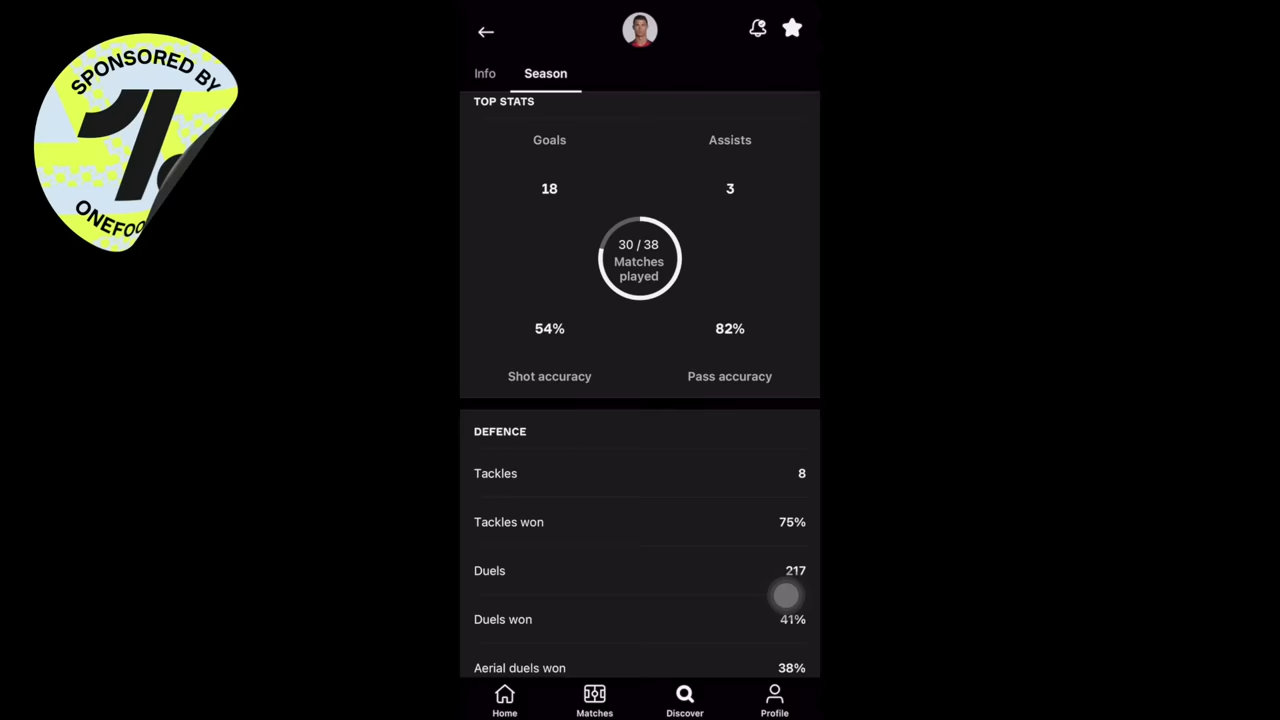 SPONSORED BY
ONEFOO
Info
Season
TOP STATS
Goals
Assists
18
3
30 / 38
Matches
played
54%
82%
Shot accuracy
Pass accuracy
DEFENCE
Tackles
8
Tackles won
75%
Duels
217
Duels won
41%
Aerial duels won
38%
Home
Matches
Discover
Profile